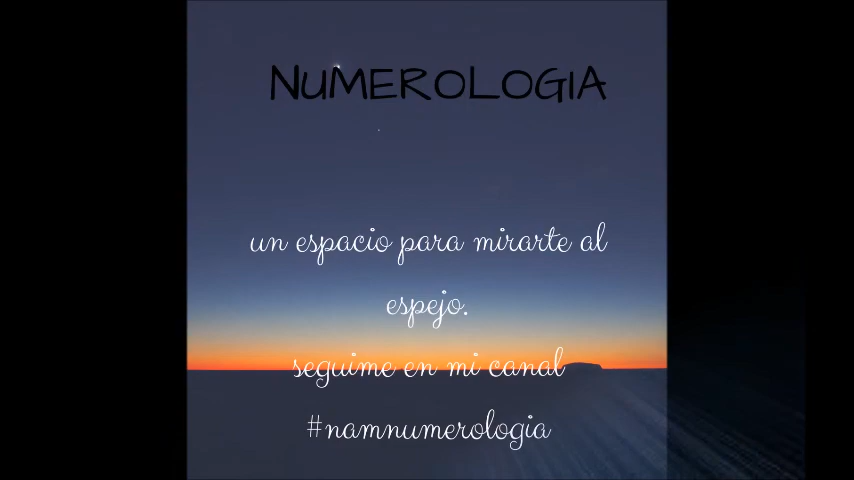 NUMEROLOGIA
un espacio para mirarte al
espejo.
seguime en mi canal
#namnumerologia